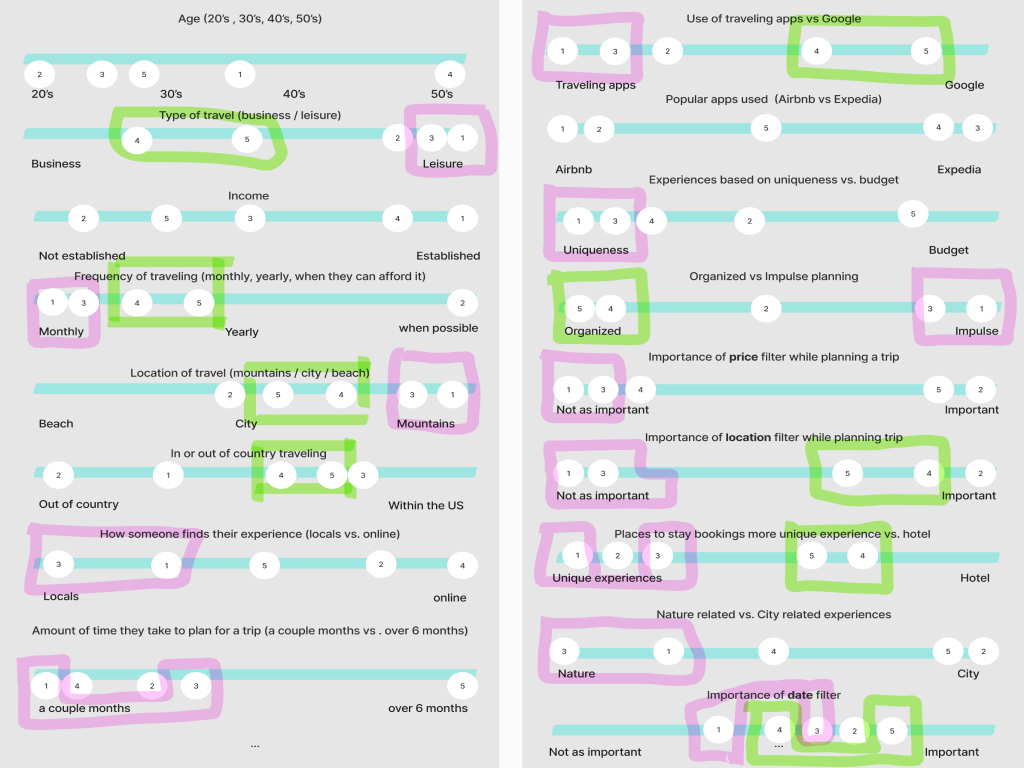 Age (20's , 30's, 40's, 50's)
2 3 5 1 4
20's 30's 40's 50's
Type of travel (business / leisure)
4 5 2 3 1
Business Leisure
Income
2 5 3 4 1
Not established Established
Frequency of traveling (monthly, yearly, when they can afford it)
1 3 4 5 2
Monthly Yearly when possible
Location of travel (mountains / city / beach)
2 5 4 3 1
Beach City Mountains
In or out of country traveling
2 1 4 5 3
Out of country Within the US
How someone finds their experience (locals vs. online)
3 1 5 2 4
Locals online
Amount of time they take to plan for a trip (a couple months vs . over 6 months)
1 4 2 3 5
a couple months over 6 months
...
Use of traveling apps vs Google
1 3 2 4 5
Traveling apps Google
Popular apps used (Airbnb vs Expedia)
1 2 5 4 3
Airbnb Expedia
Experiences based on uniqueness vs. budget
1 3 4 2 5
Uniqueness Budget
Organized vs Impulse planning
5 4 2 3 1
Organized Impulse
Importance of price filter while planning a trip
1 3 4 5 2
Not as important Important
Importance of location filter while planning trip
1 3 5 4 2
Not as important Important
Places to stay bookings more unique experience vs. hotel
1 2 3 5 4
Unique experiences Hotel
Nature related vs. City related experiences
3 1 4 5 2
Nature City
Importance of date filter
1 4 3 2 5
...
Not as important Important